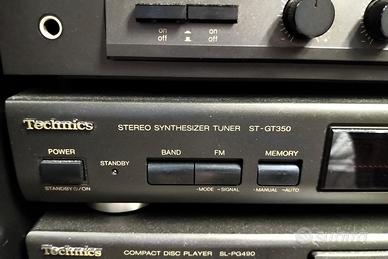 on on
off off
Technics STEREO SYNTHESIZER TUNER ST-GT350
POWER STANDBY BAND FM MEMORY
STANDBY⏻/ON -MODE -SIGNAL -MANUAL -AUTO
Technics COMPACT DISC PLAYER SL-PG490
Subito